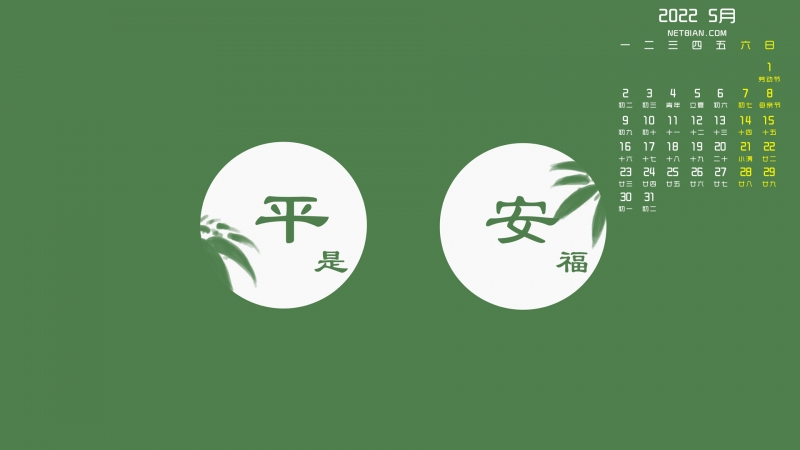 平安
是福
2022 5月
NETBIAN.COM
一 二 三 四 五 六 日
1
劳动节
2 3 4 5 6 7 8
初二 初三 青年 立夏 初六 初七 母亲节
9 10 11 12 13 14 15
初九 初十 十一 十二 十三 十四 十五
16 17 18 19 20 21 22
十六 十七 十八 十九 二十 小满 廿二
23 24 25 26 27 28 29
廿三 廿四 廿五 廿六 廿七 廿八 廿九
30 31
初一 初二